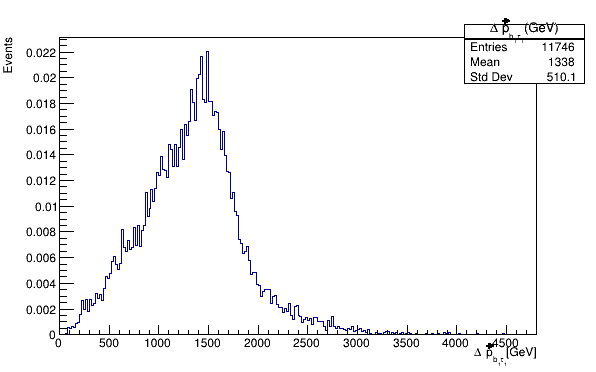 Δ p⃗ b₁τ₁ (GeV)
Entries 11746
Mean 1338
Std Dev 510.1
Events
0.022
0.02
0.018
0.016
0.014
0.012
0.01
0.008
0.006
0.004
0.002
0
0 500 1000 1500 2000 2500 3000 3500 4000 4500
Δ p⃗ b₁τ₁ [GeV]